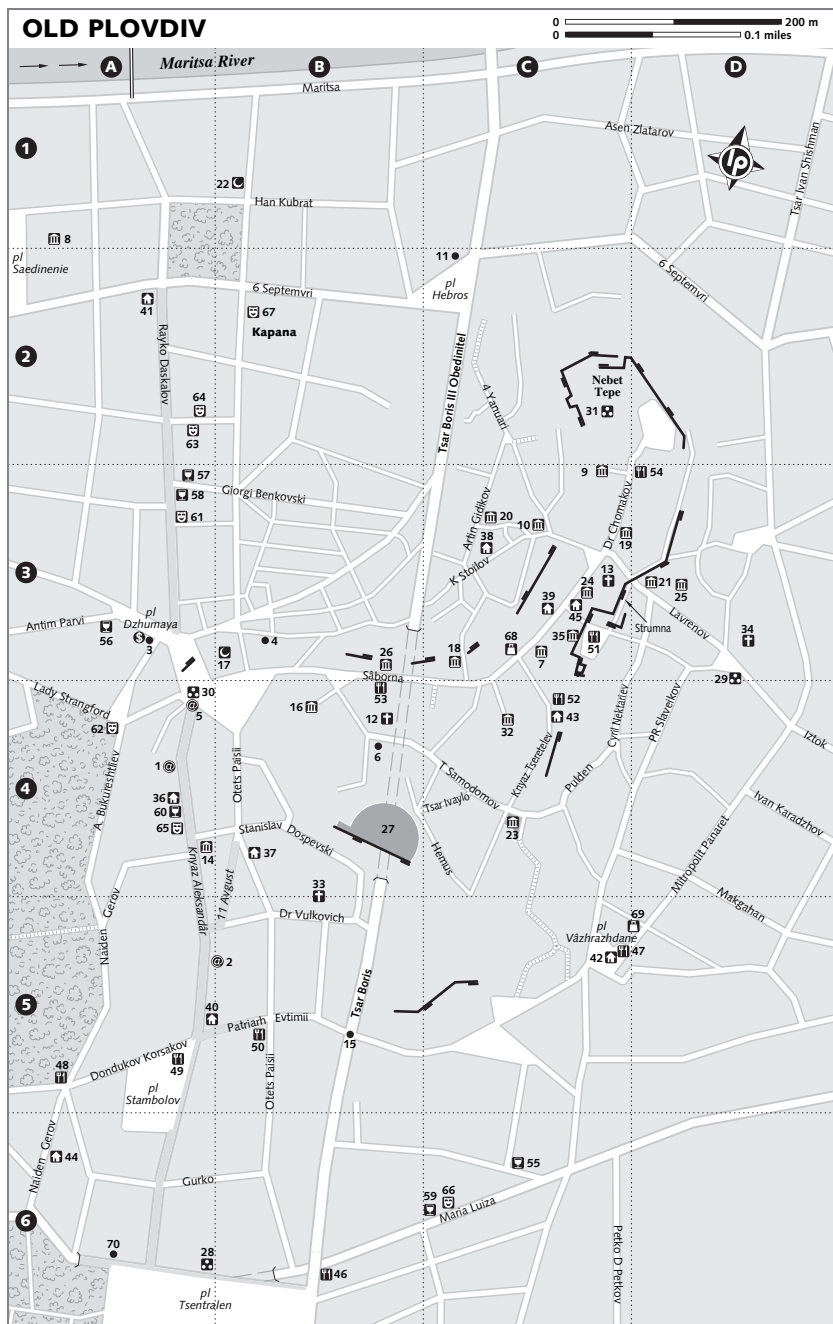 OLD PLOVDIV
0 200 m
0 0.1 miles
A
Maritsa River
B
C
D
Maritsa
1
Asen Zlatarov
lp
Tsar Ivan Shishman
22
Han Kubrat
8
pl
Saedinenie
11
pl
Hebros
6 Septemvri
6 Septemvri
41
67
Kapana
2
Rayko Daskalov
Tsar Boris III Obedinitel
4 Yanuari
Nebet
Tepe
31
64
63
57
58
Giorgi Benkovski
61
9
54
Dr Chomakov
20
10
Artin Gidikov
38
19
K Stoilov
3
13
24
21
25
39
45
Antim Parvi
pl
Dzhumaya
56
$
3
4
17
26
18
68
35
7
51
Strumna
Lavrenov
34
29
Sâborna
Lady Strangford
30
@
5
53
16
12
52
43
32
62
6
Cyril Nektariev
PR Slaveikov
Iztok
4
A Bukureshtliev
1 @
Otets Paisii
T Samodomov
Knyaz Tseretelev
Pulden
Tsar Ivaylo
Ivan Karadzhov
36
60
65
Stanislav Dospevski
27
23
Mitropolit Panaret
14
37
Hemus
Knyaz Aleksandâr
11 Avgust
33
Makgahan
Naiden Gerov
Dr Vulkovich
69
pl
Vâzhrazhdane
47
42
@ 2
5
Tsar Boris
40
Patriarh Evtimii
50
15
Dondukov Korsakov
49
48
pl
Stambolov
Otets Paisii
Naiden Gerov
44
55
Gurko
59
66
Maria Luiza
6
70
28
46
Petko D Petkov
pl
Tsentralen